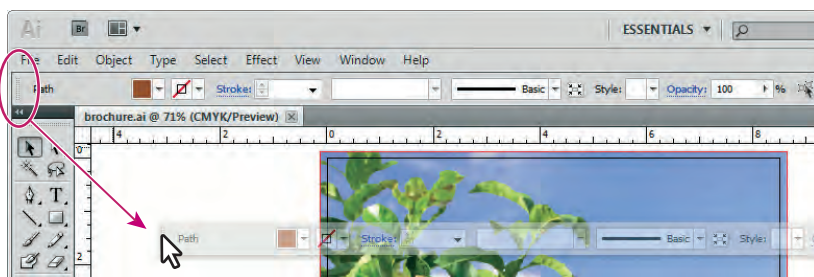 Ai Br ESSENTIALS
File Edit Object Type Select Effect View Window Help
Path Stroke: Basic Style: Opacity: 100 %
brochure.ai @ 71% (CMYK/Preview)
4 2 0 2 4 6 8
0
T
Path Stroke: Basic Style:
2